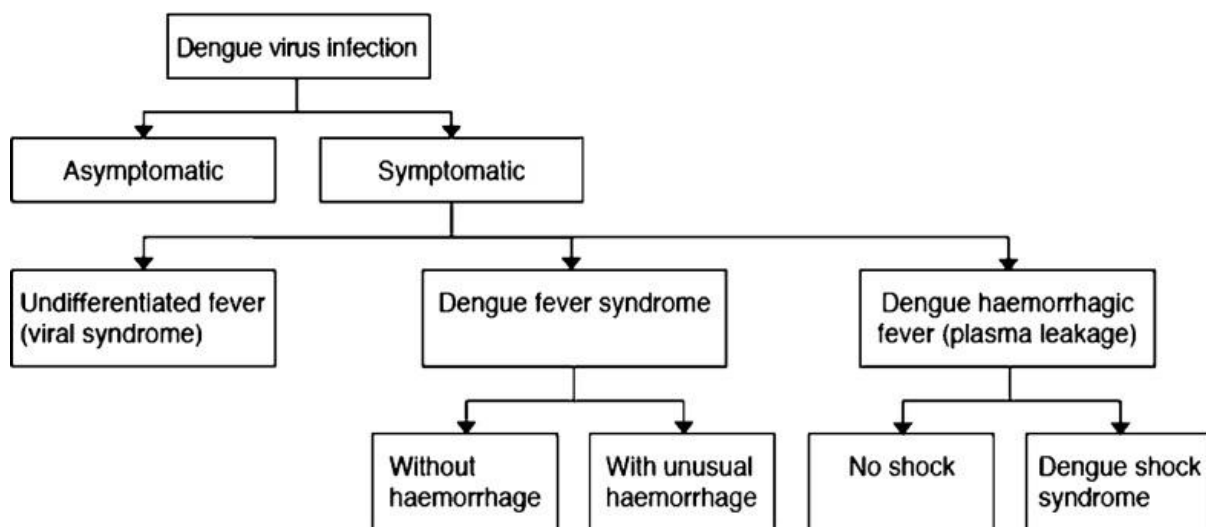 Dengue virus infection
Asymptomatic
Symptomatic
Undifferentiated fever
(viral syndrome)
Dengue fever syndrome
Dengue haemorrhagic
fever (plasma leakage)
Without
haemorrhage
With unusual
haemorrhage
No shock
Dengue shock
syndrome